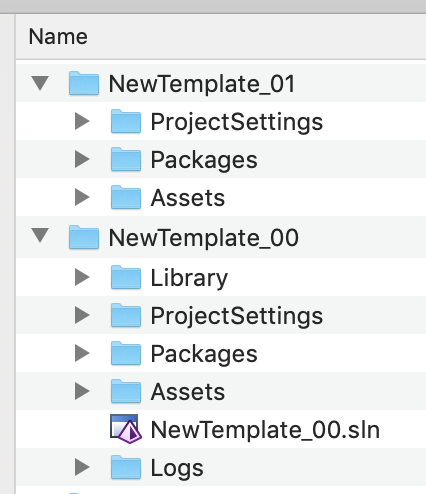 Name
NewTemplate_01
ProjectSettings
Packages
Assets
NewTemplate_00
Library
ProjectSettings
Packages
Assets
NewTemplate_00.sln
Logs